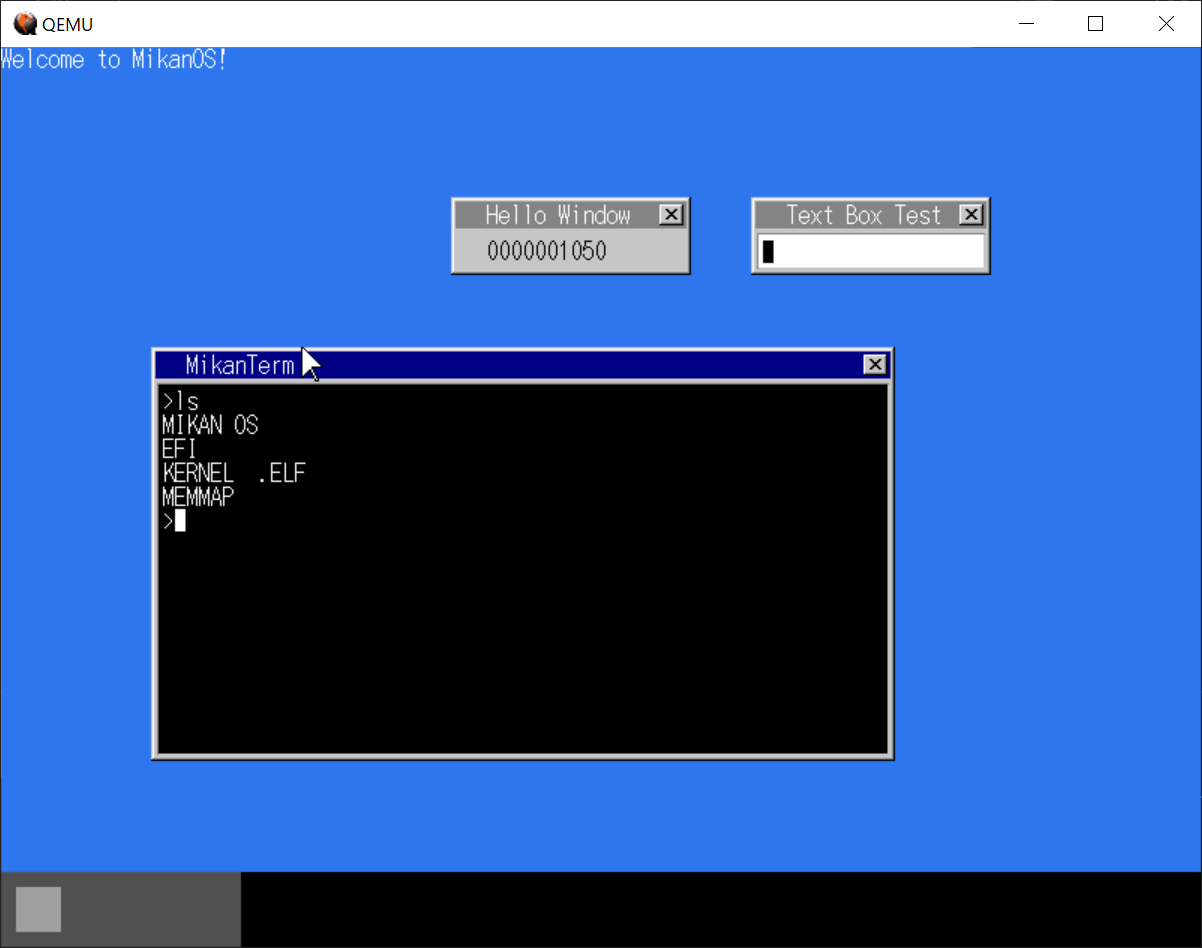 QEMU
Welcome to MikanOS!
Hello Window
0000001050
Text Box Test
MikanTerm
>ls
MIKAN OS
EFI
KERNEL  .ELF
MEMMAP
>